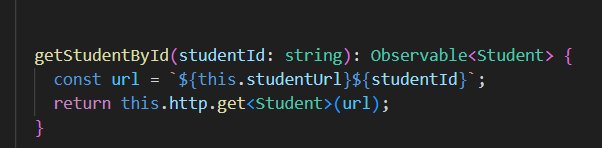 getStudentById(studentId: string): Observable<Student> {
const url = `${this.studentUrl}${studentId}`;
return this.http.get<Student>(url);
}